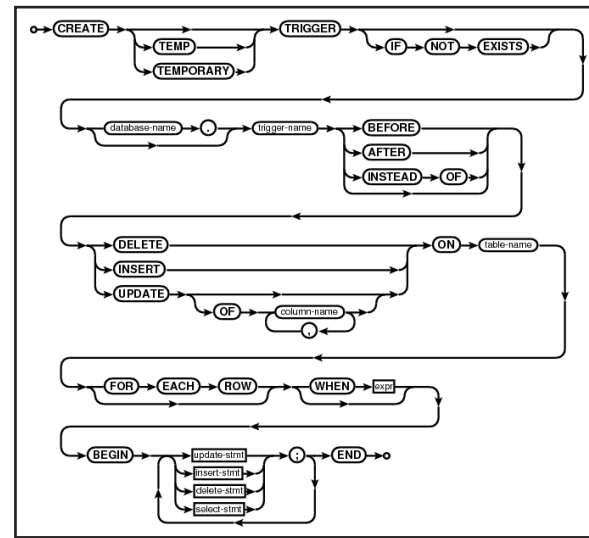 CREATE TRIGGER
TEMP IF NOT EXISTS
TEMPORARY
database-name . trigger-name BEFORE
AFTER
INSTEAD OF
DELETE ON table-name
INSERT
UPDATE
OF column-name
,
FOR EACH ROW WHEN expr
BEGIN update-stmt ; END
insert-stmt
delete-stmt
select-stmt